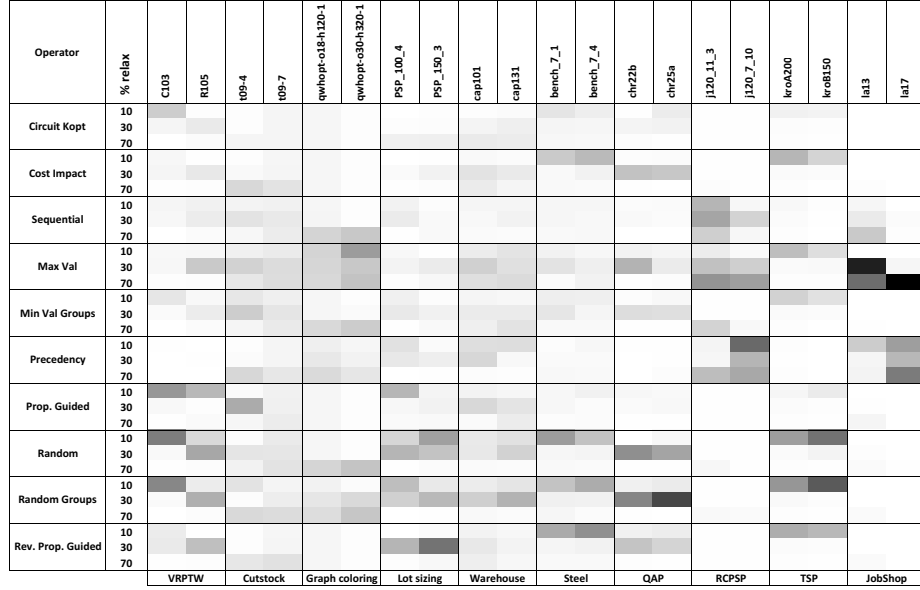 Operator % relax C103 R105 t09-4 t09-7 qwhopt-o18-h120-1 qwhopt-o30-h320-1 PSP_100_4 PSP_150_3 cap101 cap131 bench_7_1 bench_7_4 chr22b chr25a j120_11_3 j120_7_10 kroA200 kroB150 la13 la17
Circuit Kopt
10
30
70
Cost Impact
10
30
70
Sequential
10
30
70
Max Val
10
30
70
Min Val Groups
10
30
70
Precedency
10
30
70
Prop. Guided
10
30
70
Random
10
30
70
Random Groups
10
30
70
Rev. Prop. Guided
10
30
70
VRPTW Cutstock Graph coloring Lot sizing Warehouse Steel QAP RCPSP TSP JobShop